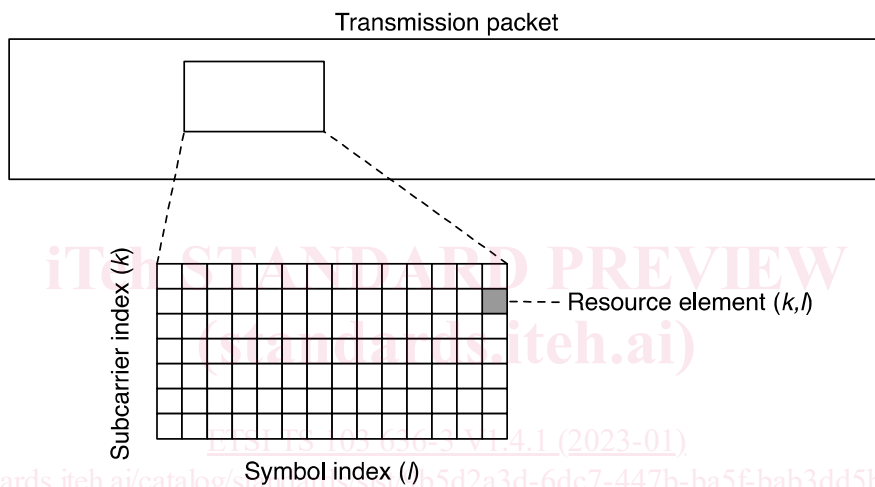 Transmission packet
iTeh STANDARD PREVIEW
Subcarrier index (k)
Resource element (k,l)
(standards.iteh.ai)
ETSI TS 103 636-3 V1.4.1 (2023-01)
Symbol index (l)